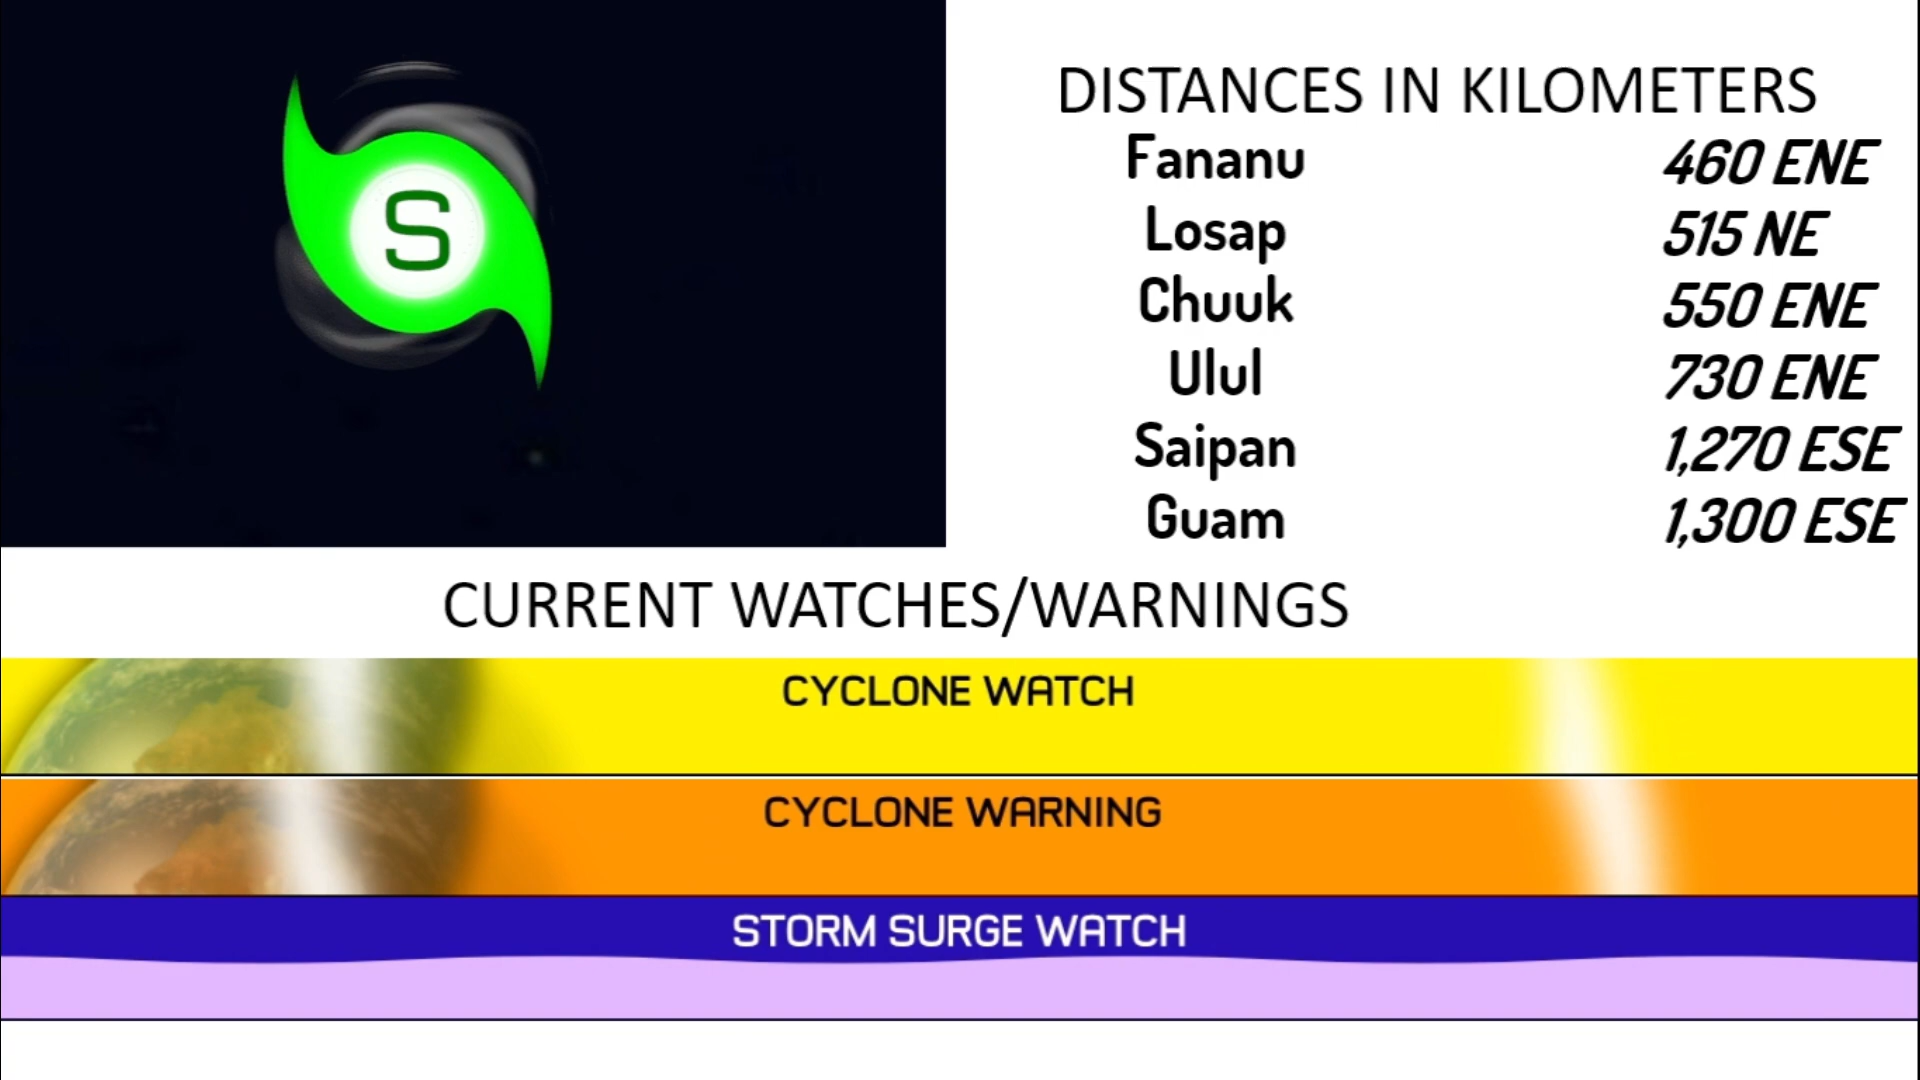 S
DISTANCES IN KILOMETERS
Fananu 460 ENE
Losap 515 NE
Chuuk 550 ENE
Ulul 730 ENE
Saipan 1,270 ESE
Guam 1,300 ESE
CURRENT WATCHES/WARNINGS
CYCLONE WATCH
CYCLONE WARNING
STORM SURGE WATCH